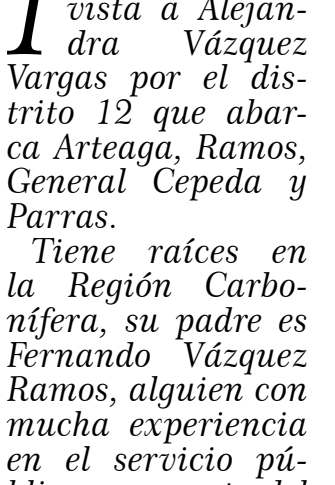 I vista a Alejan-
dra Vázquez
Vargas por el dis-
trito 12 que abar-
ca Arteaga, Ramos,
General Cepeda y
Parras.
Tiene raíces en
la Región Carbo-
nífera, su padre es
Fernando Vázquez
Ramos, alguien con
mucha experiencia
en el servicio pú-